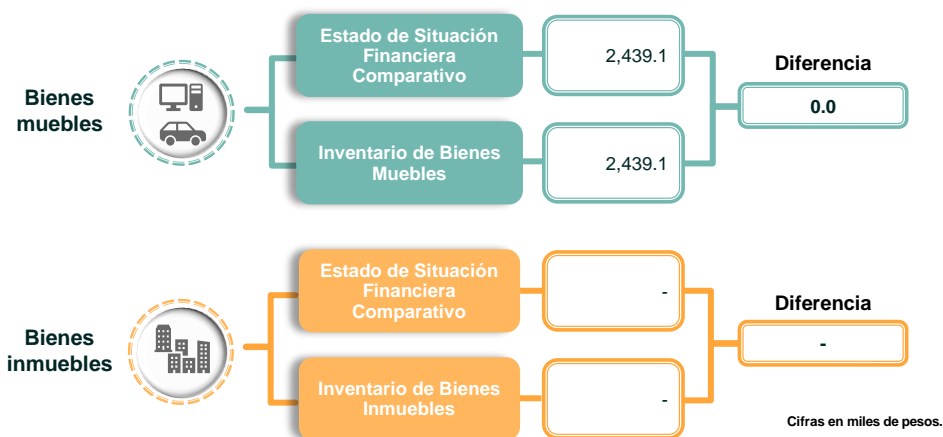 Bienes
muebles
Estado de Situación
Financiera
Comparativo
2,439.1
Inventario de Bienes
Muebles
2,439.1
Diferencia
0.0
Bienes
inmuebles
Estado de Situación
Financiera
Comparativo
-
Inventario de Bienes
Inmuebles
-
Diferencia
-
Cifras en miles de pesos.